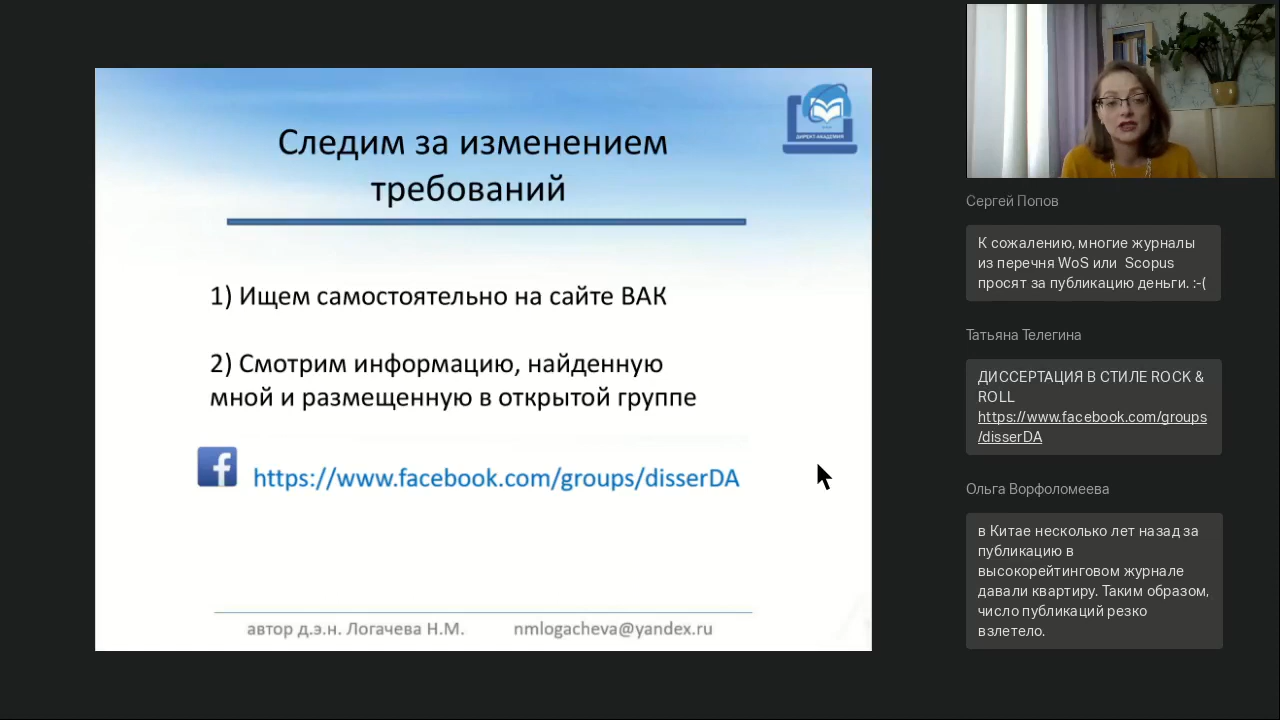 Следим за изменением
требований
ДИРЕКТ-АКАДЕМИЯ
1) Ищем самостоятельно на сайте ВАК
2) Смотрим информацию, найденную
мной и размещенную в открытой группе
https://www.facebook.com/groups/disserDA
автор д.э.н. Логачева Н.М. nmlogacheva@yandex.ru
Сергей Попов
К сожалению, многие журналы
из перечня WoS или Scopus
просят за публикацию деньги. :-(
Татьяна Телегина
ДИССЕРТАЦИЯ В СТИЛЕ ROCK &
ROLL
https://www.facebook.com/groups
/disserDA
Ольга Ворфоломеева
в Китае несколько лет назад за
публикацию в
высокорейтинговом журнале
давали квартиру. Таким образом,
число публикаций резко
взлетело.